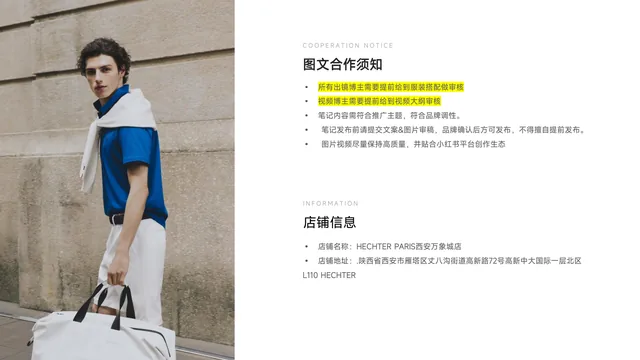 COOPERATION NOTICE
图文合作须知
• 所有出镜博主需要提前给到服装搭配做审核
• 视频博主需要提前给到视频大纲审核
• 笔记内容需符合推广主题，符合品牌调性。
• 笔记发布前请提交文案&图片审稿，品牌确认后方可发布，不得擅自提前发布。
• 图片视频尽量保持高质量，并贴合小红书平台创作生态
INFORMATION
店铺信息
• 店铺名称：HECHTER PARIS西安万象城店
• 店铺地址：.陕西省西安市雁塔区丈八沟街道高新路72号高新中大国际一层北区
L110 HECHTER